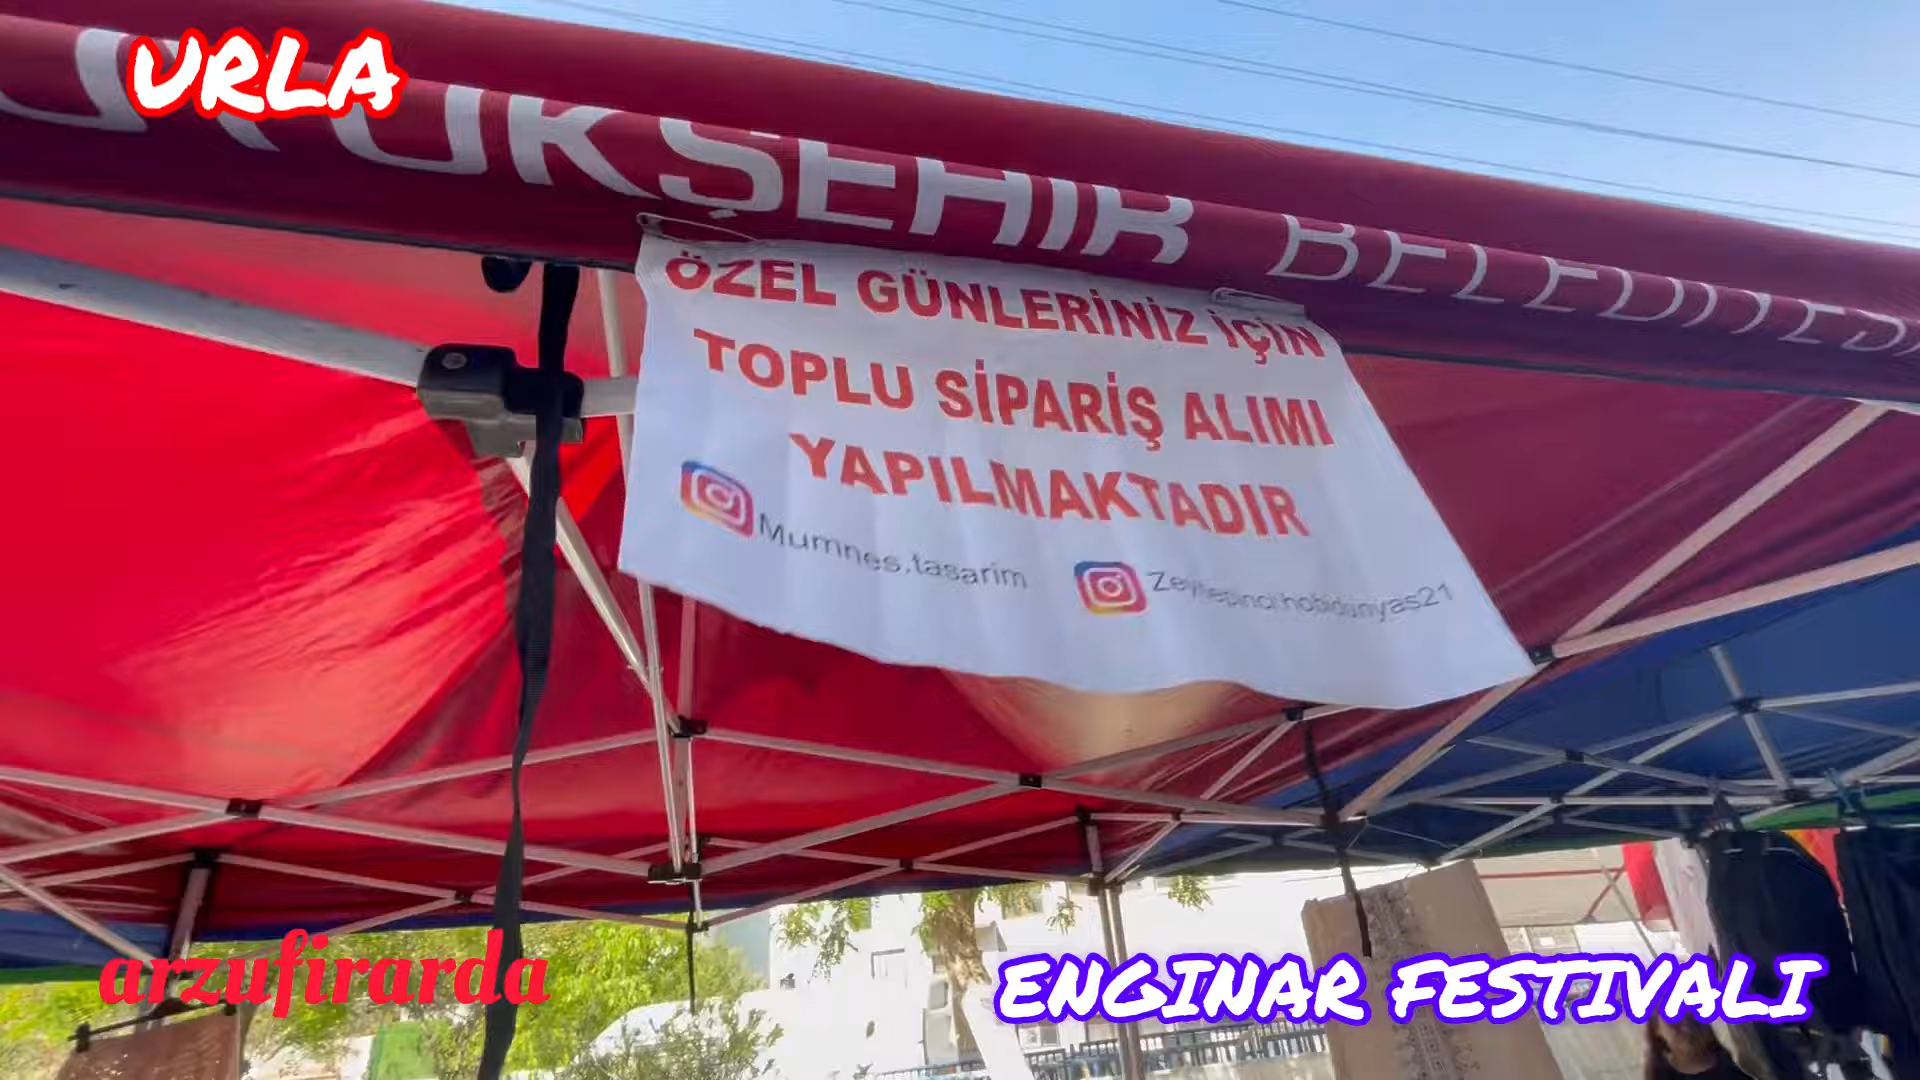 URLA
ÜYÜKŞEHİR BELEDİYESİ
ÖZEL GÜNLERİNİZ İÇİN
TOPLU SİPARİŞ ALIMI
YAPILMAKTADIR
Mumnes.tasarim
arzufirarda
ENGINAR FESTIVALI